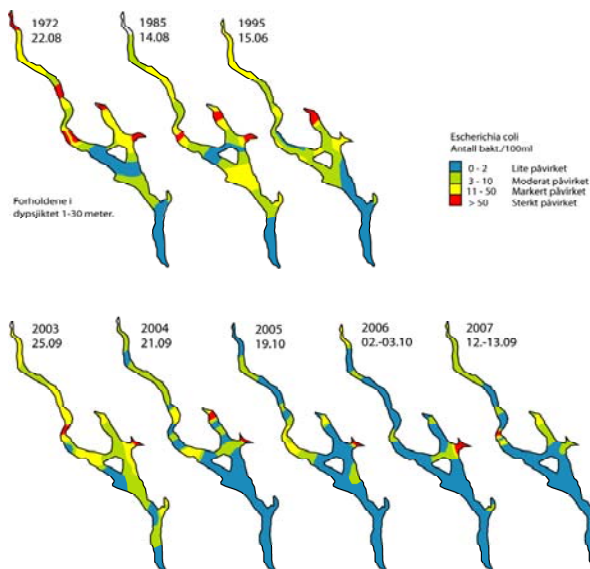 1972
22.08
1985
14.08
1995
15.06
Escherichia coli
Antall bakt./100ml
0 - 2 Lite påvirket
3 - 10 Moderat påvirket
11 - 50 Markert påvirket
> 50 Sterkt påvirket
Forholdene i
dypsjiktet 1-30 meter.
2003
25.09
2004
21.09
2005
19.10
2006
02.-03.10
2007
12.-13.09